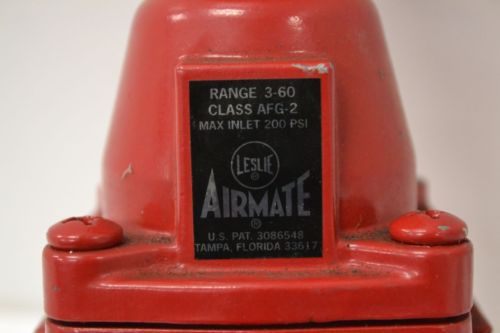 RANGE 3-60
CLASS AFG-2
MAX INLET 200 PSI
LESLIE
®
AIRMATE
®
U.S. PAT. 3086548
TAMPA, FLORIDA 33617